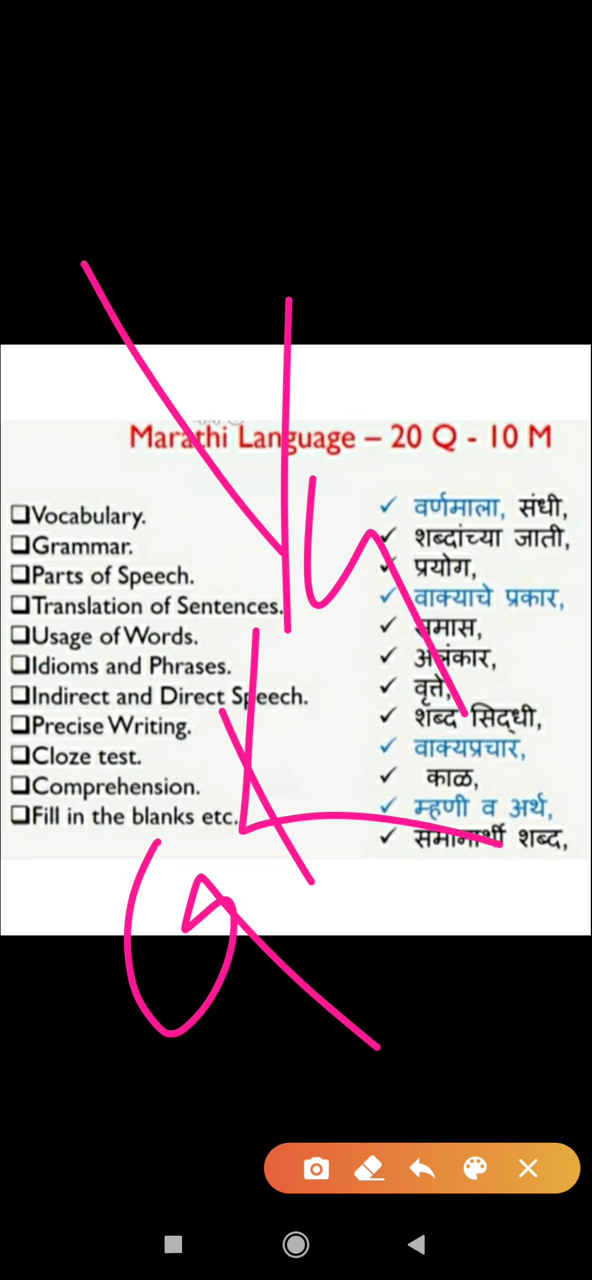 Marathi Language – 20 Q - 10 M
❑Vocabulary.
❑Grammar.
❑Parts of Speech.
❑Translation of Sentences.
❑Usage of Words.
❑Idioms and Phrases.
❑Indirect and Direct Speech.
❑Precise Writing.
❑Cloze test.
❑Comprehension.
❑Fill in the blanks etc.
✓ वर्णमाला, संधी,
✓ शब्दांच्या जाती,
✓ प्रयोग,
✓ वाक्याचे प्रकार,
✓ समास,
✓ अलंकार,
✓ वृत्ते,
✓ शब्द सिद्धी,
✓ वाक्यप्रचार,
✓ काळ,
✓ म्हणी व अर्थ,
✓ समानार्थी शब्द,